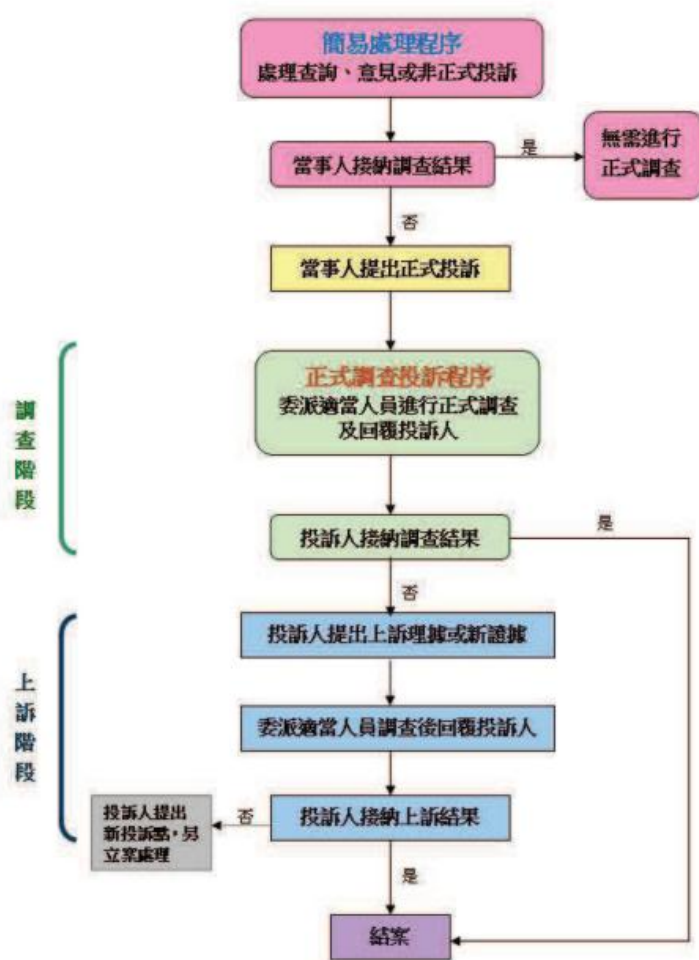 簡易處理程序
處理查詢、意見或非正式投訴
當事人接納調查結果
是
無需進行
正式調查
否
當事人提出正式投訴
調查階段
正式調查投訴程序
委派適當人員進行正式調查
及回覆投訴人
投訴人接納調查結果
是
否
上訴階段
投訴人提出上訴理據或新證據
委派適當人員調查後回覆投訴人
投訴人接納上訴結果
否
投訴人提出
新投訴點，另
立案處理
是
結案